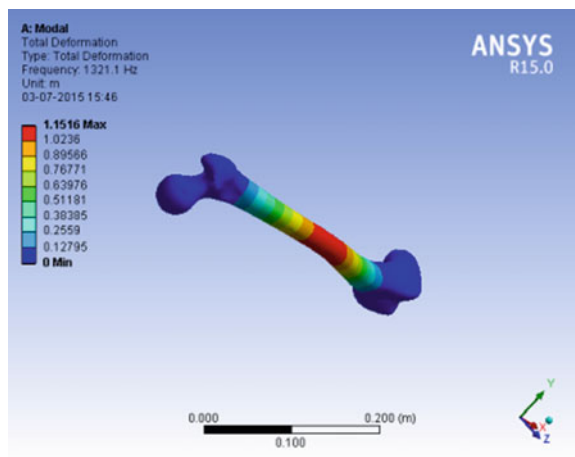 A: Modal
Total Deformation
Type: Total Deformation
Frequency: 1321.1 Hz
Unit: m
03-07-2015 15:46
ANSYS
R15.0
1.1516 Max
1.0236
0.89566
0.76771
0.63976
0.51181
0.38385
0.2559
0.12795
0 Min
0.000
0.200 (m)
0.100
Y
X
Z